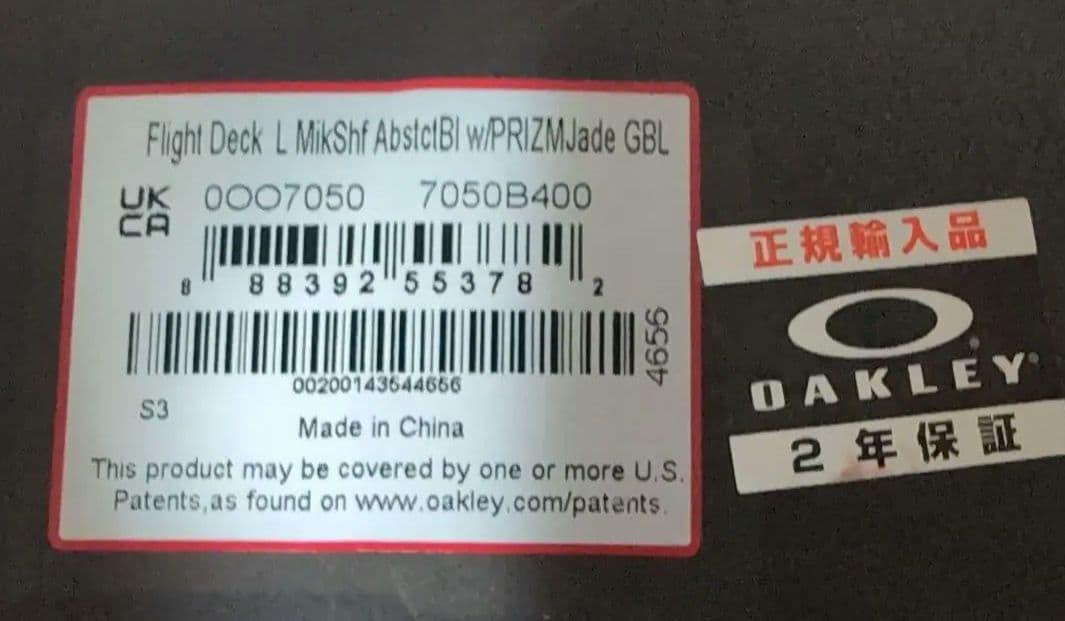 Flight Deck L MikShf AbstctBl w/PRIZMJade GBL
UK
CA
0OO7050 7050B400
8 88392 55378 2
00200143544656
4656
S3
Made in China
This product may be covered by one or more U.S.
Patents,as found on www.oakley.com/patents.
正規輸入品
OAKLEY
2年保証